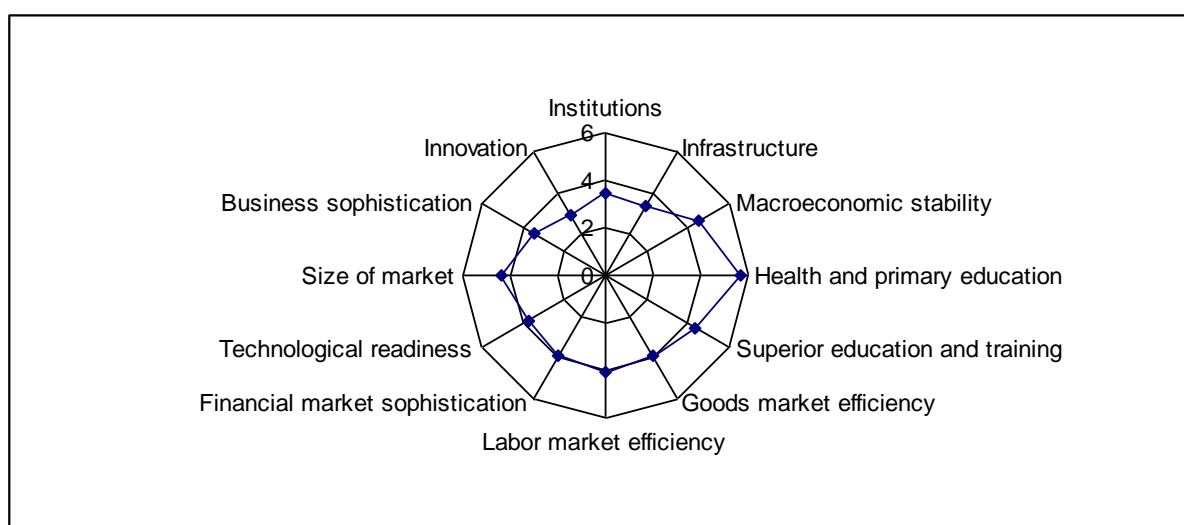 Institutions
6
Innovation
Infrastructure
4
Business sophistication
Macroeconomic stability
2
Size of market
0
Health and primary education
Technological readiness
Superior education and training
Financial market sophistication
Goods market efficiency
Labor market efficiency